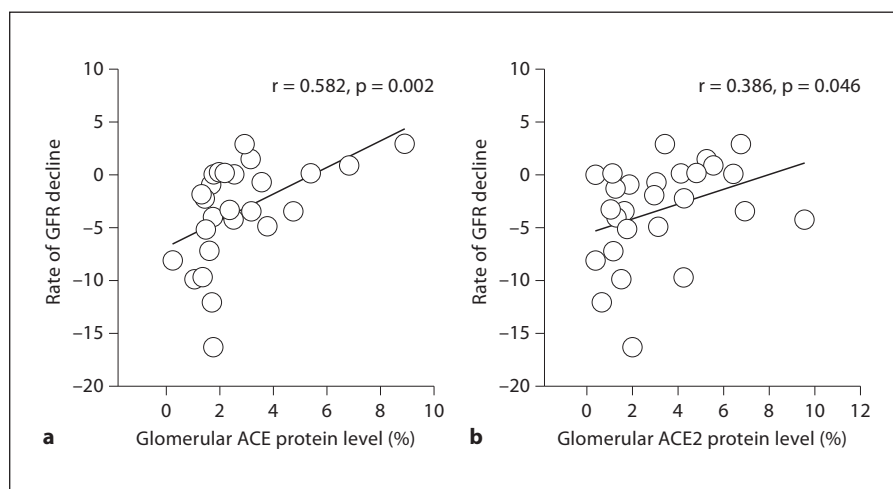 r = 0.582, p = 0.002
10
5
0
−5
−10
−15
−20
Rate of GFR decline
0 2 4 6 8 10
a
Glomerular ACE protein level (%)
r = 0.386, p = 0.046
10
5
0
−5
−10
−15
−20
Rate of GFR decline
0 2 4 6 8 10 12
b
Glomerular ACE2 protein level (%)